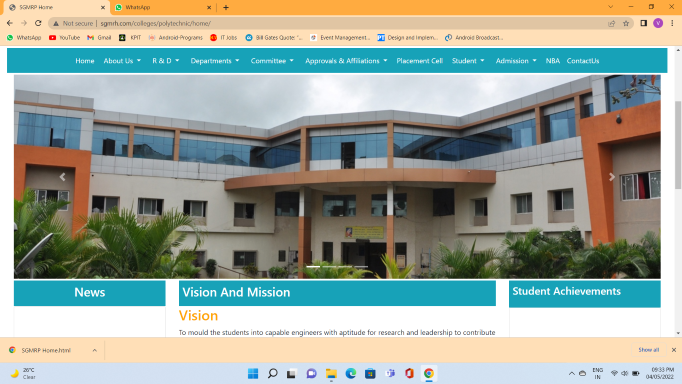 SGMRP Home
WhatsApp
Not secure | sgmrh.com/colleges/polytechnic/home/
WhatsApp YouTube Gmail KPIT Android-Programs IT Jobs Bill Gates Quote: "... Event Management... Design and Implem... Android Broadcast...
Home About Us R & D Departments Committee Approvals & Affiliations Placement Cell Student Admission NBA ContactUs
News
Vision And Mission
Student Achievements
Vision
To mould the students into capable engineers with aptitude for research and leadership to contribute
SGMRP Home.html
Show all
26°C
Clear
ENG
IN
09:33 PM
04/05/2022